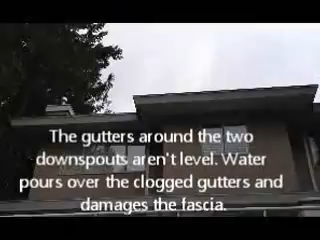 The gutters around the two
downspouts aren't level. Water
pours over the clogged gutters and
damages the fascia.